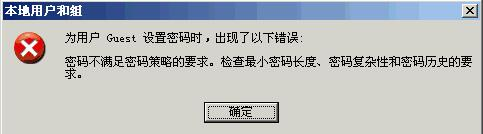 本地用户和组
为用户 Guest 设置密码时，出现了以下错误:
密码不满足密码策略的要求。检查最小密码长度、密码复杂性和密码历史的要
求。
确定